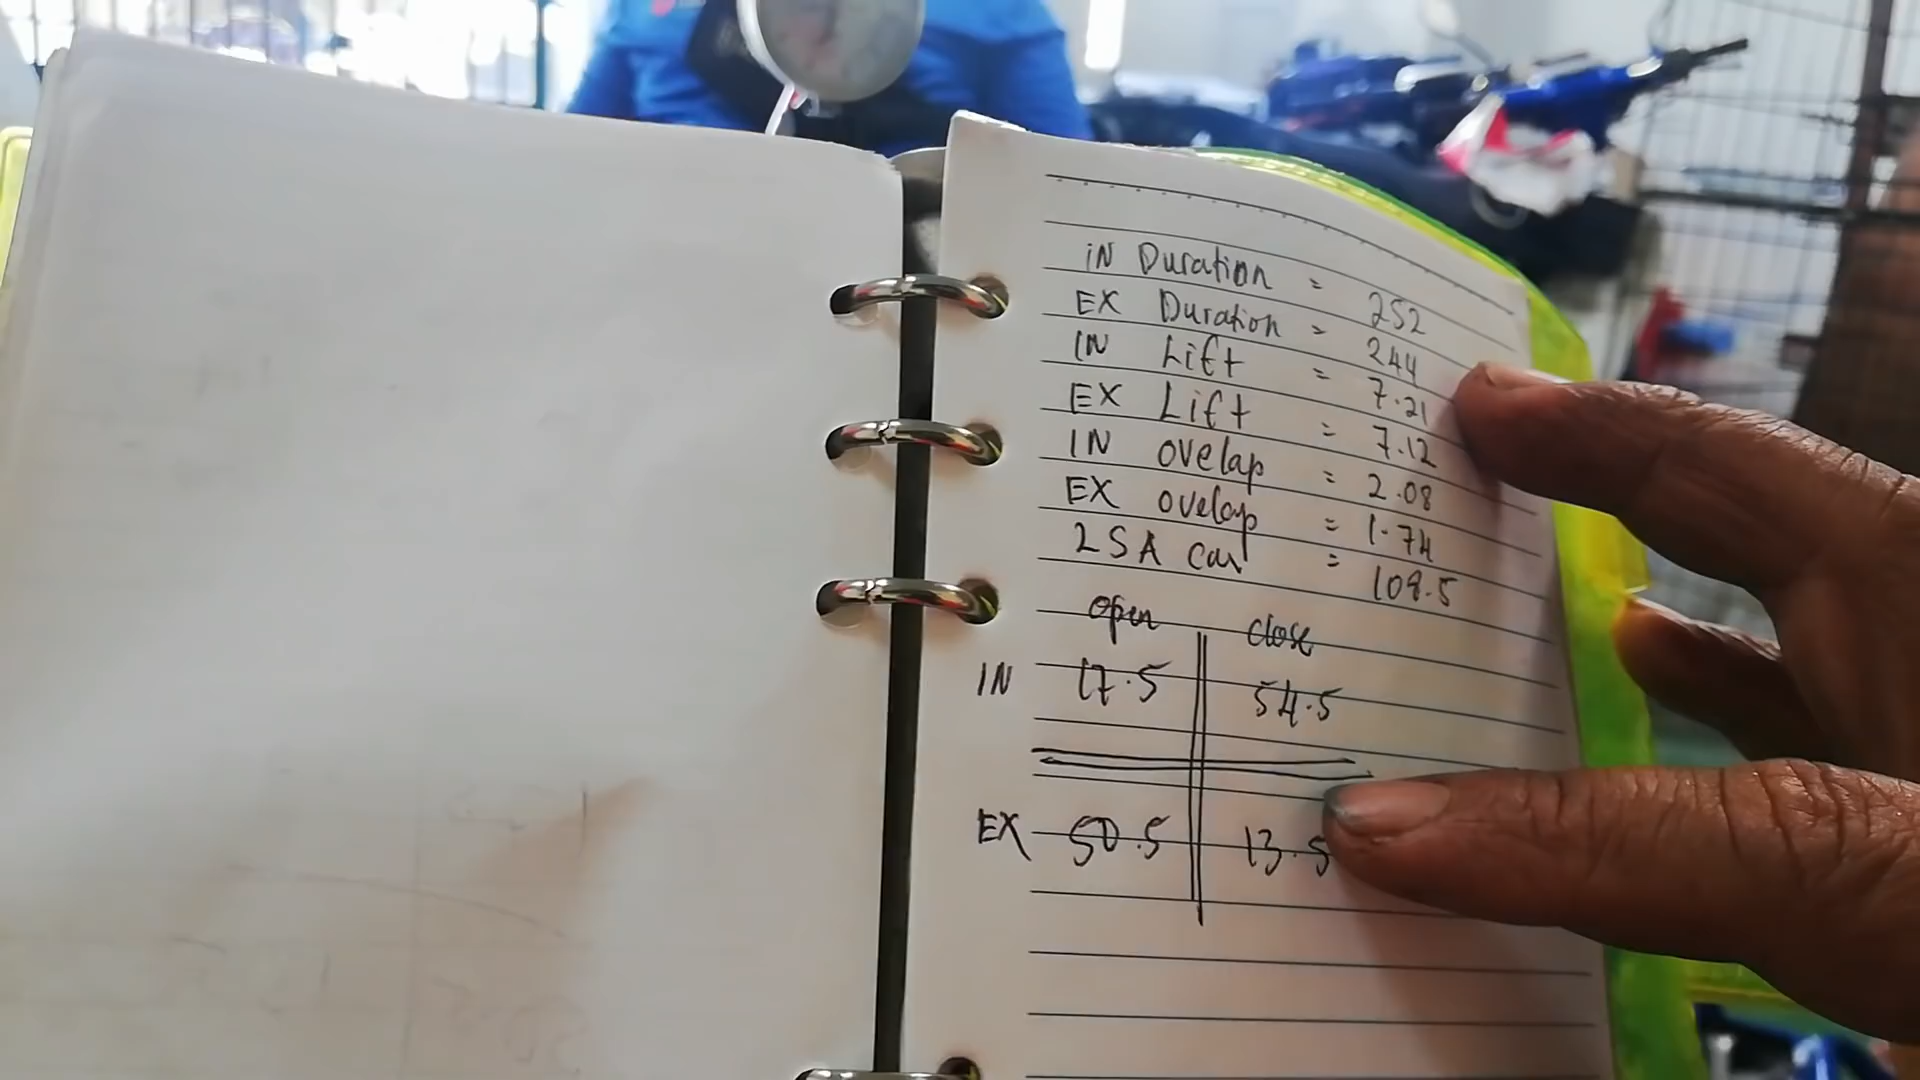 iN Duration = 252
EX Duration = 244
IN Lift = 7.21
EX Lift = 7.12
IN ovelap = 2.08
EX ovelap = 1.74
LSA = 108.5
open close
IN 17.5 54.5
EX 50.5 13.5